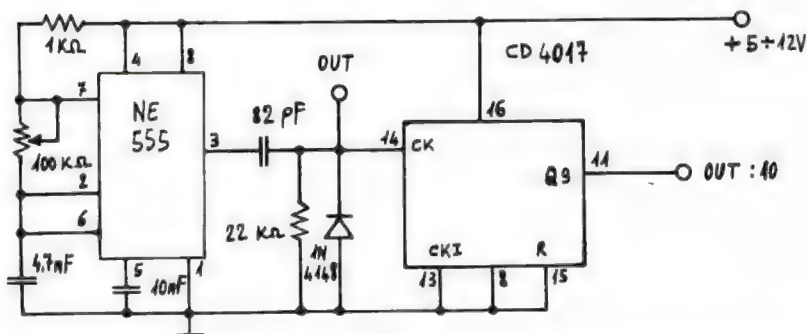 1KΩ
4
8
7
NE
555
3
100 KΩ
2
6
4,7nF
5
10nF
1
82 pF
OUT
22 KΩ
1N
4148
CD 4017
+5÷12V
16
14
CK
Q9
11
OUT : 10
CKI
R
13
8
15